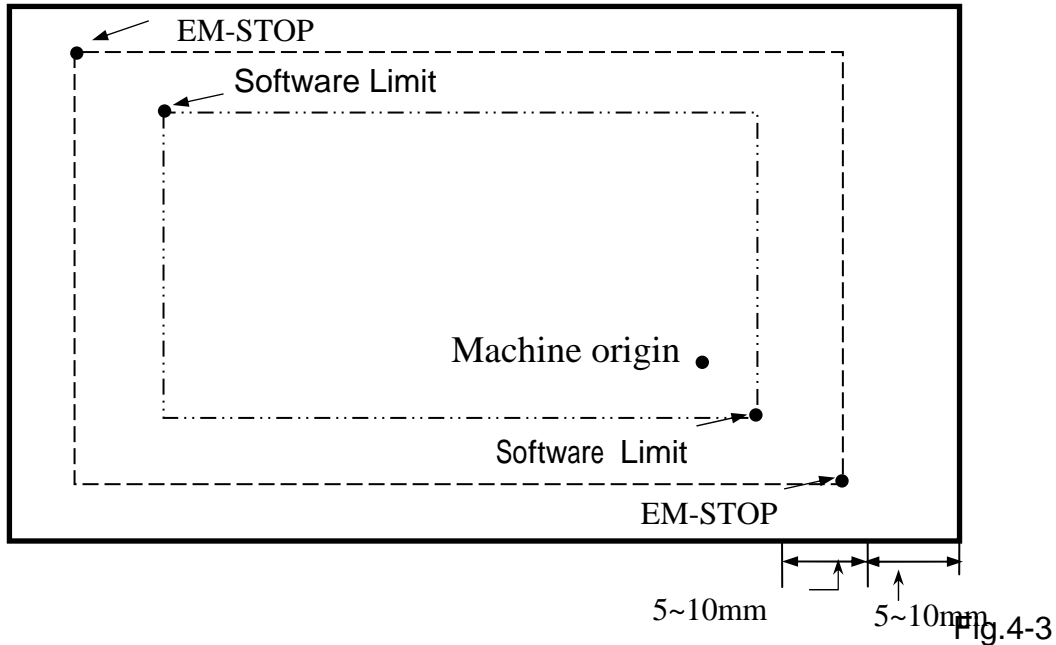 EM-STOP
Software Limit
Machine origin
Software Limit
EM-STOP
5~10mm
5~10mm
Fig.4-3